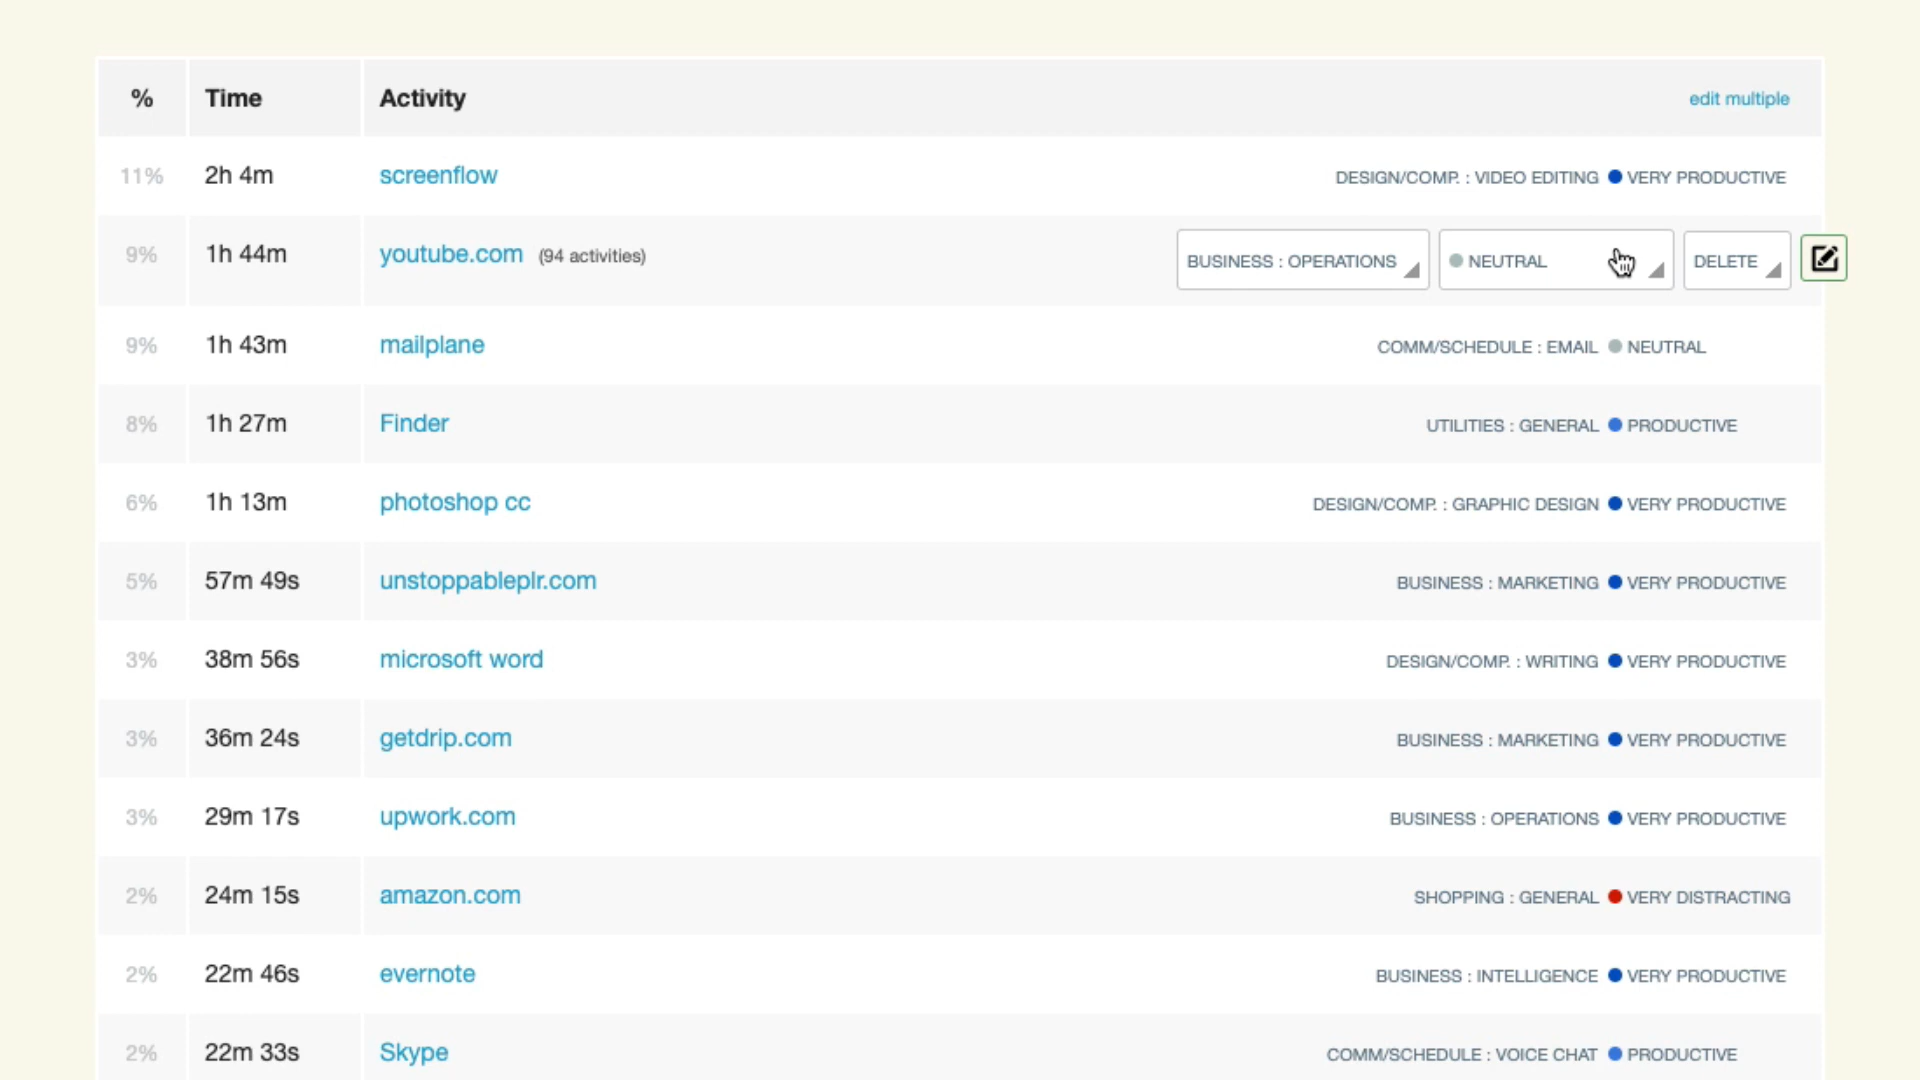 % Time Activity edit multiple
11% 2h 4m screenflow DESIGN/COMP. : VIDEO EDITING VERY PRODUCTIVE
9% 1h 44m youtube.com (94 activities) BUSINESS : OPERATIONS NEUTRAL DELETE
9% 1h 43m mailplane COMM/SCHEDULE : EMAIL NEUTRAL
8% 1h 27m Finder UTILITIES : GENERAL PRODUCTIVE
6% 1h 13m photoshop cc DESIGN/COMP. : GRAPHIC DESIGN VERY PRODUCTIVE
5% 57m 49s unstoppableplr.com BUSINESS : MARKETING VERY PRODUCTIVE
3% 38m 56s microsoft word DESIGN/COMP. : WRITING VERY PRODUCTIVE
3% 36m 24s getdrip.com BUSINESS : MARKETING VERY PRODUCTIVE
3% 29m 17s upwork.com BUSINESS : OPERATIONS VERY PRODUCTIVE
2% 24m 15s amazon.com SHOPPING : GENERAL VERY DISTRACTING
2% 22m 46s evernote BUSINESS : INTELLIGENCE VERY PRODUCTIVE
2% 22m 33s Skype COMM/SCHEDULE : VOICE CHAT PRODUCTIVE